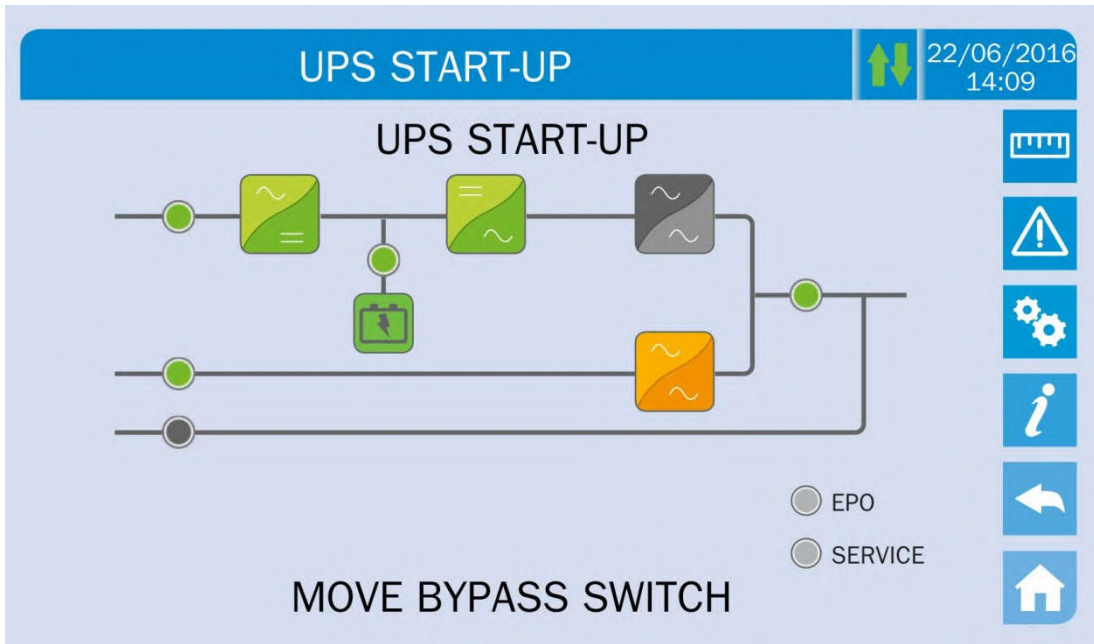 UPS START-UP
22/06/2016
14:09
UPS START-UP
EPO
SERVICE
MOVE BYPASS SWITCH